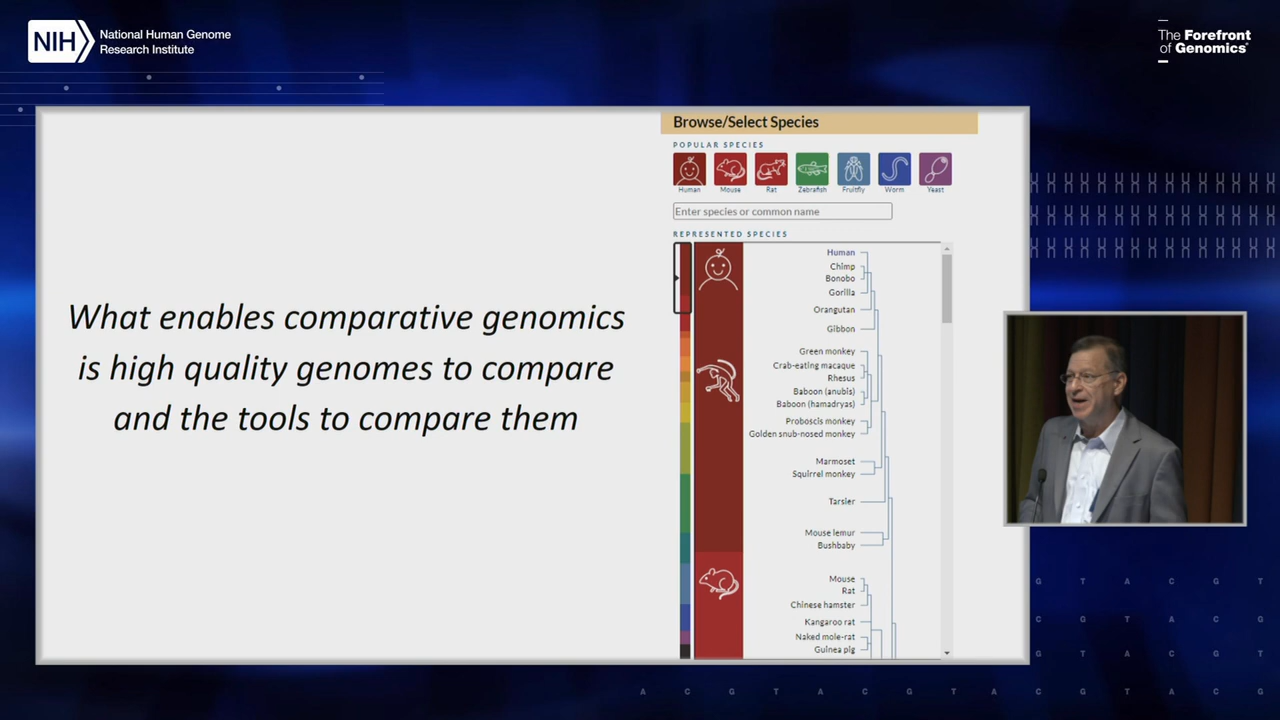 NIH
National Human Genome
Research Institute
The Forefront
of Genomics®
What enables comparative genomics
is high quality genomes to compare
and the tools to compare them
Browse/Select Species
POPULAR SPECIES
Human Mouse Rat Zebrafish Fruitfly Worm Yeast
Enter species or common name
REPRESENTED SPECIES
Human
Chimp
Bonobo
Gorilla
Orangutan
Gibbon
Green monkey
Crab-eating macaque
Rhesus
Baboon (anubis)
Baboon (hamadryas)
Proboscis monkey
Golden snub-nosed monkey
Marmoset
Squirrel monkey
Tarsier
Mouse lemur
Bushbaby
Mouse
Rat
Chinese hamster
Kangaroo rat
Naked mole-rat
Guinea pig
G T A C G T
C G T A C G
G T A C G T
A C G T A C G T A C G T A C G